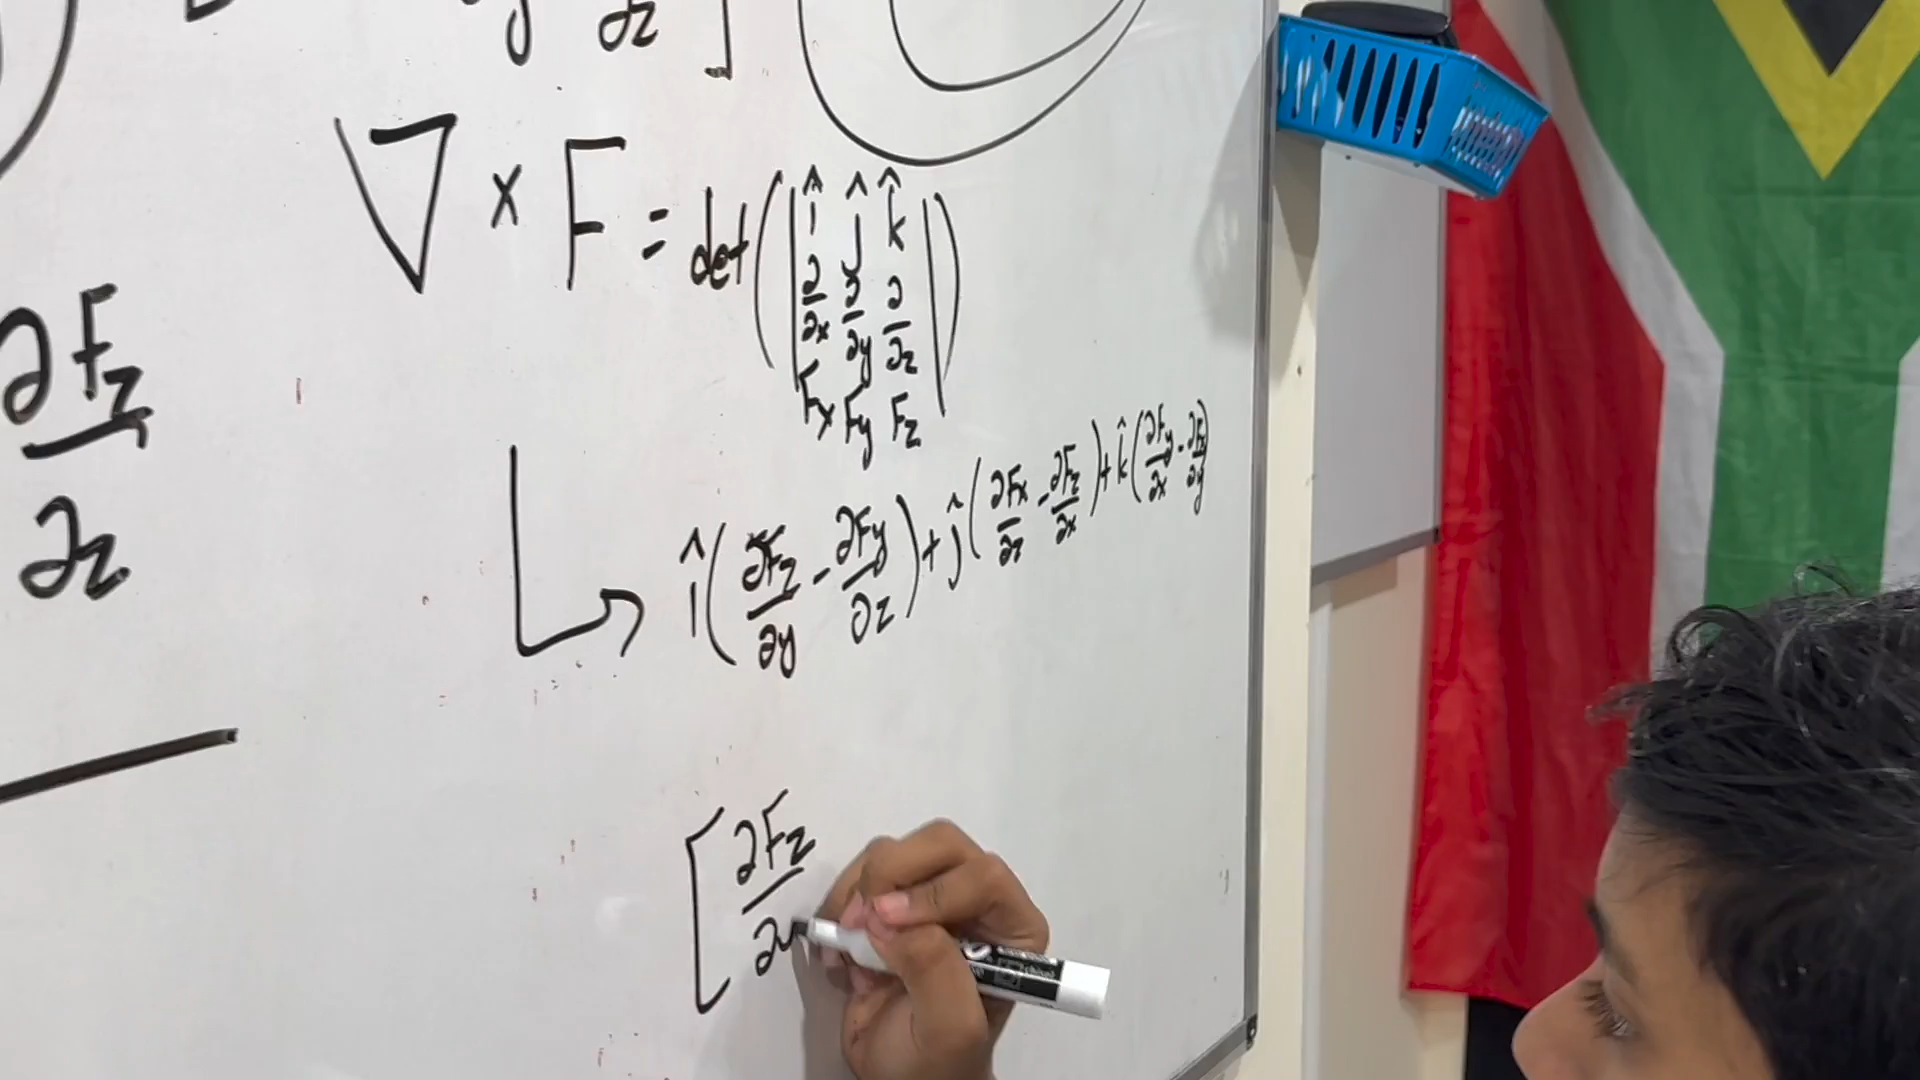 y ∂z ]
∇ × F = det(| î ĵ k̂ |)
∂/∂x ∂/∂y ∂/∂z
Fx Fy Fz
∂Fz/∂z
î(∂Fz/∂y - ∂Fy/∂z) + ĵ(∂Fx/∂z - ∂Fz/∂x) + k̂(∂Fy/∂x - ∂Fx/∂y)
[ ∂Fz/∂y